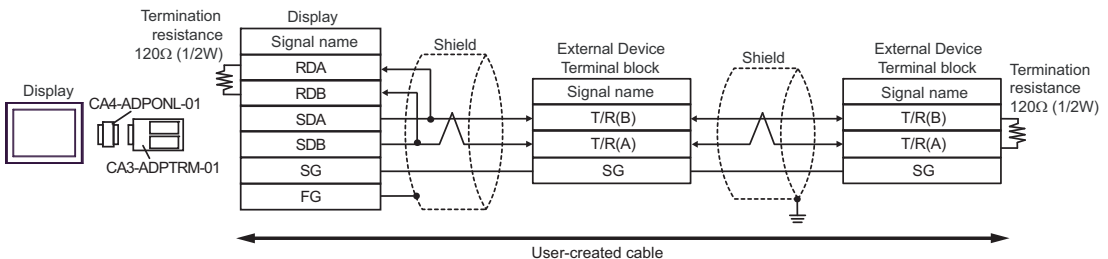 Display
CA4-ADPONL-01
CA3-ADPTRM-01
Termination
resistance
120Ω (1/2W)
Display
Signal name
RDA
RDB
SDA
SDB
SG
FG
Shield
External Device
Terminal block
Signal name
T/R(B)
T/R(A)
SG
Shield
External Device
Terminal block
Signal name
T/R(B)
T/R(A)
SG
Termination
resistance
120Ω (1/2W)
User-created cable